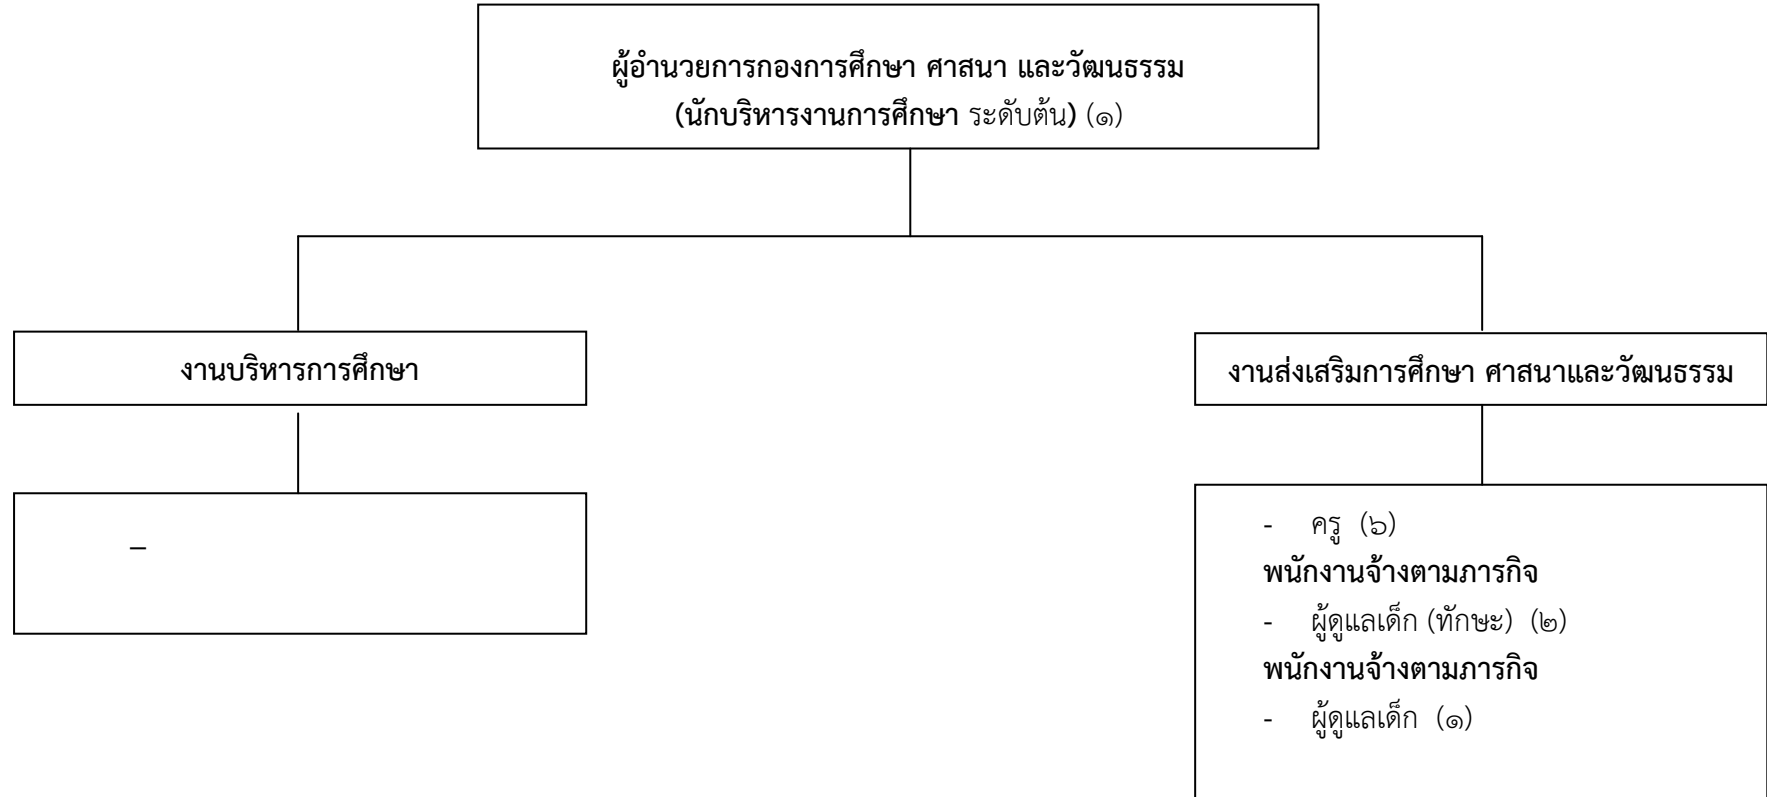 ผู้อำนวยการกองการศึกษา ศาสนา และวัฒนธรรม
(นักบริหารงานการศึกษา ระดับต้น) (๑)
งานบริหารการศึกษา
–
งานส่งเสริมการศึกษา ศาสนาและวัฒนธรรม
- ครู (๖)
พนักงานจ้างตามภารกิจ
- ผู้ดูแลเด็ก (ทักษะ) (๒)
พนักงานจ้างตามภารกิจ
- ผู้ดูแลเด็ก (๑)